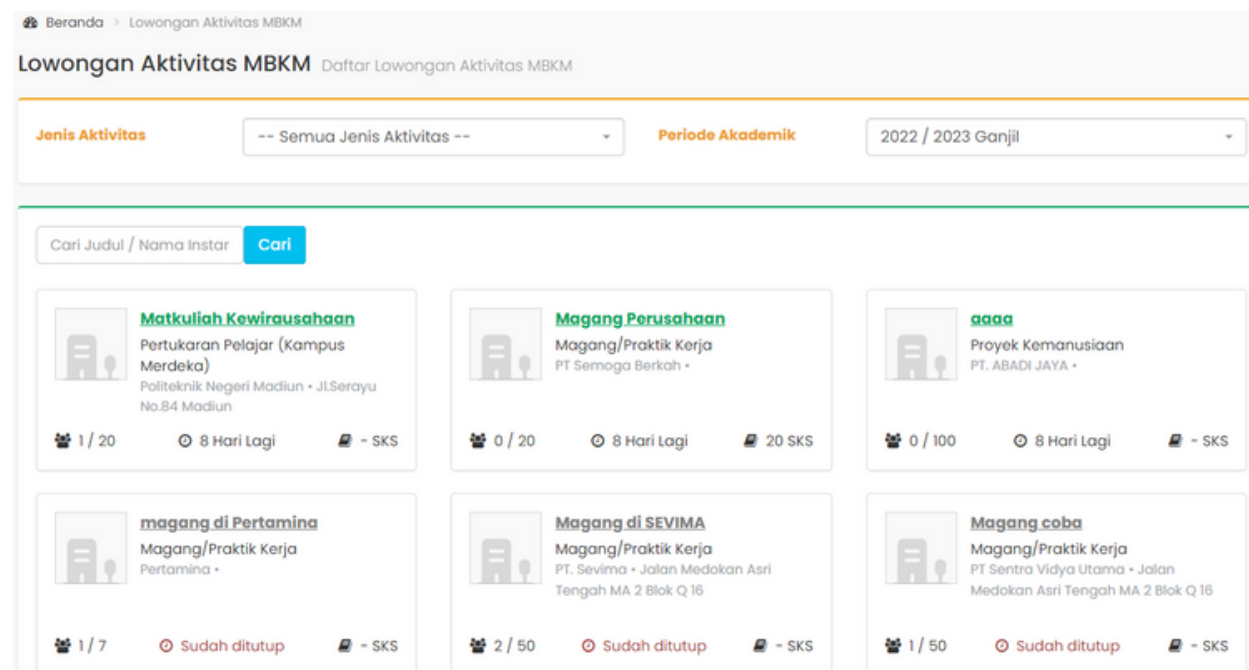 Beranda > Lowongan Aktivitas MBKM
Lowongan Aktivitas MBKM Daftar Lowongan Aktivitas MBKM
Jenis Aktivitas
-- Semua Jenis Aktivitas --
Periode Akademik
2022 / 2023 Ganjil
Cari Judul / Nama Instar
Cari
Matkuliah Kewirausahaan
Pertukaran Pelajar (Kampus
Merdeka)
Politeknik Negeri Madiun • Jl.Serayu
No.84 Madiun
1 / 20
8 Hari Lagi
- SKS
Magang Perusahaan
Magang/Praktik Kerja
PT Semoga Berkah •
0 / 20
8 Hari Lagi
20 SKS
aaaa
Proyek Kemanusiaan
PT. ABADI JAYA •
0 / 100
8 Hari Lagi
- SKS
magang di Pertamina
Magang/Praktik Kerja
Pertamina •
1 / 7
Sudah ditutup
- SKS
Magang di SEVIMA
Magang/Praktik Kerja
PT. Sevima • Jalan Medokan Asri
Tengah MA 2 Blok Q 16
2 / 50
Sudah ditutup
- SKS
Magang coba
Magang/Praktik Kerja
PT Sentra Vidya Utama • Jalan
Medokan Asri Tengah MA 2 Blok Q 16
1 / 50
Sudah ditutup
- SKS